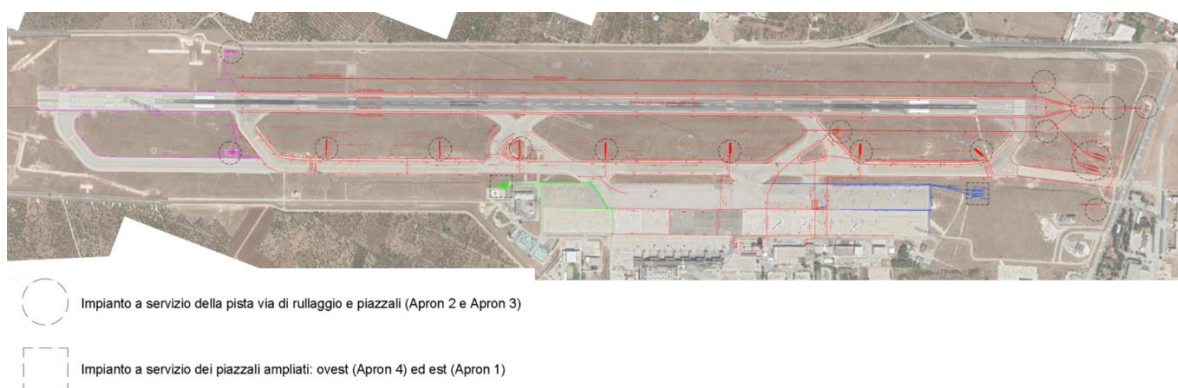 Impianto a servizio della pista via di rullaggio e piazzali (Apron 2 e Apron 3)
Impianto a servizio dei piazzali ampliati: ovest (Apron 4) ed est (Apron 1)